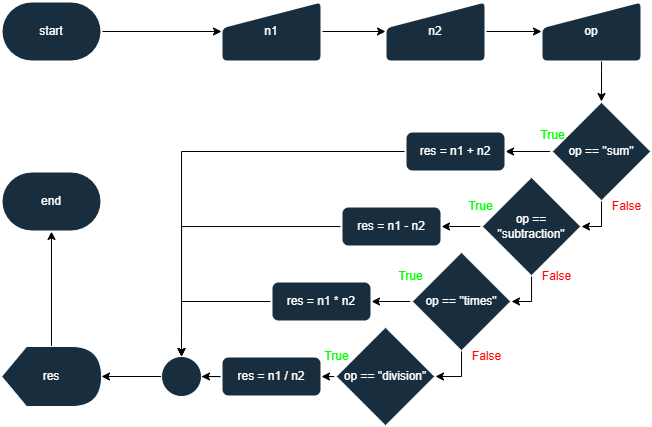 start
n1
n2
op
True
op == "sum"
res = n1 + n2
False
True
op ==
"subtraction"
res = n1 - n2
end
False
True
op == "times"
res = n1 * n2
False
True
op == "division"
res = n1 / n2
res